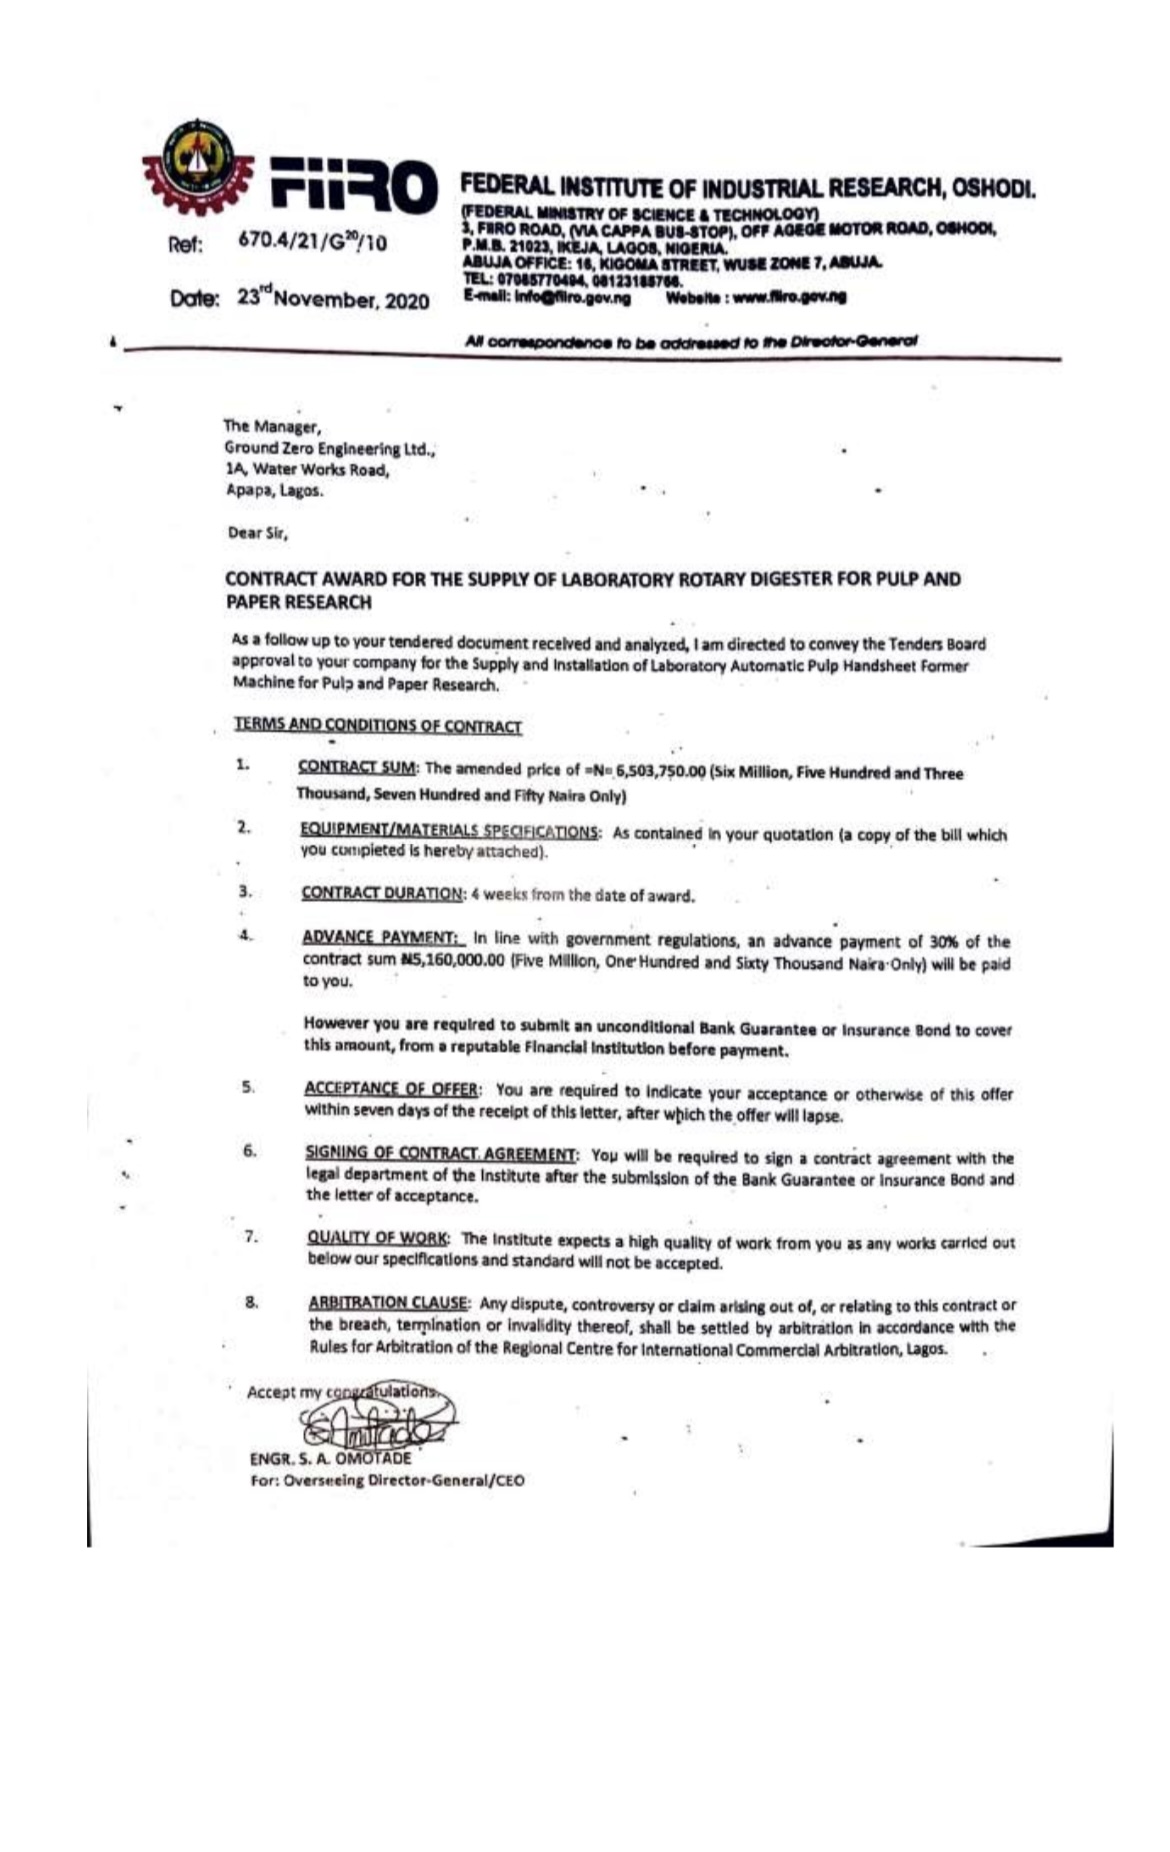 FIIRO
FEDERAL INSTITUTE OF INDUSTRIAL RESEARCH, OSHODI.
(FEDERAL MINISTRY OF SCIENCE & TECHNOLOGY)
3, FIIRO ROAD, (VIA CAPPA BUS-STOP), OFF AGEGE MOTOR ROAD, OSHODI,
P.M.B. 21023, IKEJA, LAGOS, NIGERIA.
ABUJA OFFICE: 16, KIGOMA STREET, WUSE ZONE 7, ABUJA.
TEL: 07085770404, 08123185766.
E-mail: info@fiiro.gov.ng Website : www.fiiro.gov.ng
Ref: 670.4/21/G²⁰/10
Date: 23rd November, 2020
All correspondence to be addressed to the Director-General
The Manager,
Ground Zero Engineering Ltd.,
1A, Water Works Road,
Apapa, Lagos.
Dear Sir,
CONTRACT AWARD FOR THE SUPPLY OF LABORATORY ROTARY DIGESTER FOR PULP AND
PAPER RESEARCH
As a follow up to your tendered document received and analyzed, I am directed to convey the Tenders Board
approval to your company for the Supply and Installation of Laboratory Automatic Pulp Handsheet Former
Machine for Pulp and Paper Research.
TERMS AND CONDITIONS OF CONTRACT
1. CONTRACT SUM: The amended price of =N= 6,503,750.00 (Six Million, Five Hundred and Three
Thousand, Seven Hundred and Fifty Naira Only)
2. EQUIPMENT/MATERIALS SPECIFICATIONS: As contained in your quotation (a copy of the bill which
you completed is hereby attached).
3. CONTRACT DURATION: 4 weeks from the date of award.
4. ADVANCE PAYMENT: In line with government regulations, an advance payment of 30% of the
contract sum ₦5,160,000.00 (Five Million, One Hundred and Sixty Thousand Naira Only) will be paid
to you.
However you are required to submit an unconditional Bank Guarantee or Insurance Bond to cover
this amount, from a reputable Financial Institution before payment.
5. ACCEPTANCE OF OFFER: You are required to indicate your acceptance or otherwise of this offer
within seven days of the receipt of this letter, after which the offer will lapse.
6. SIGNING OF CONTRACT AGREEMENT: You will be required to sign a contract agreement with the
legal department of the Institute after the submission of the Bank Guarantee or Insurance Bond and
the letter of acceptance.
7. QUALITY OF WORK: The Institute expects a high quality of work from you as any works carried out
below our specifications and standard will not be accepted.
8. ARBITRATION CLAUSE: Any dispute, controversy or claim arising out of, or relating to this contract or
the breach, termination or invalidity thereof, shall be settled by arbitration in accordance with the
Rules for Arbitration of the Regional Centre for International Commercial Arbitration, Lagos.
Accept my congratulations.
ENGR. S. A. OMOTADE
For: Overseeing Director-General/CEO